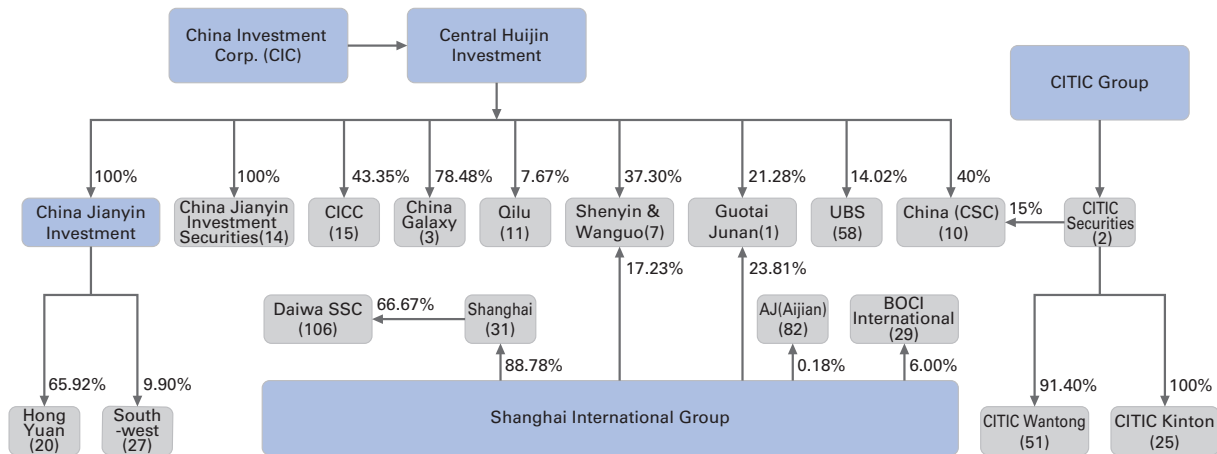 China Investment
Corp. (CIC)
Central Huijin
Investment
CITIC Group
100%
100%
43.35%
78.48%
7.67%
37.30%
21.28%
14.02%
40%
China Jianyin
Investment
China Jianyin
Investment
Securities(14)
CICC
(15)
China
Galaxy
(3)
Qilu
(11)
Shenyin &
Wanguo(7)
Guotai
Junan(1)
UBS
(58)
China (CSC)
(10)
15%
CITIC
Securities
(2)
17.23%
23.81%
Daiwa SSC
(106)
66.67%
Shanghai
(31)
AJ(Aijian)
(82)
BOCI
International
(29)
88.78%
0.18%
6.00%
65.92%
9.90%
91.40%
100%
Hong
Yuan
(20)
South
-west
(27)
Shanghai International Group
CITIC Wantong
(51)
CITIC Kinton
(25)